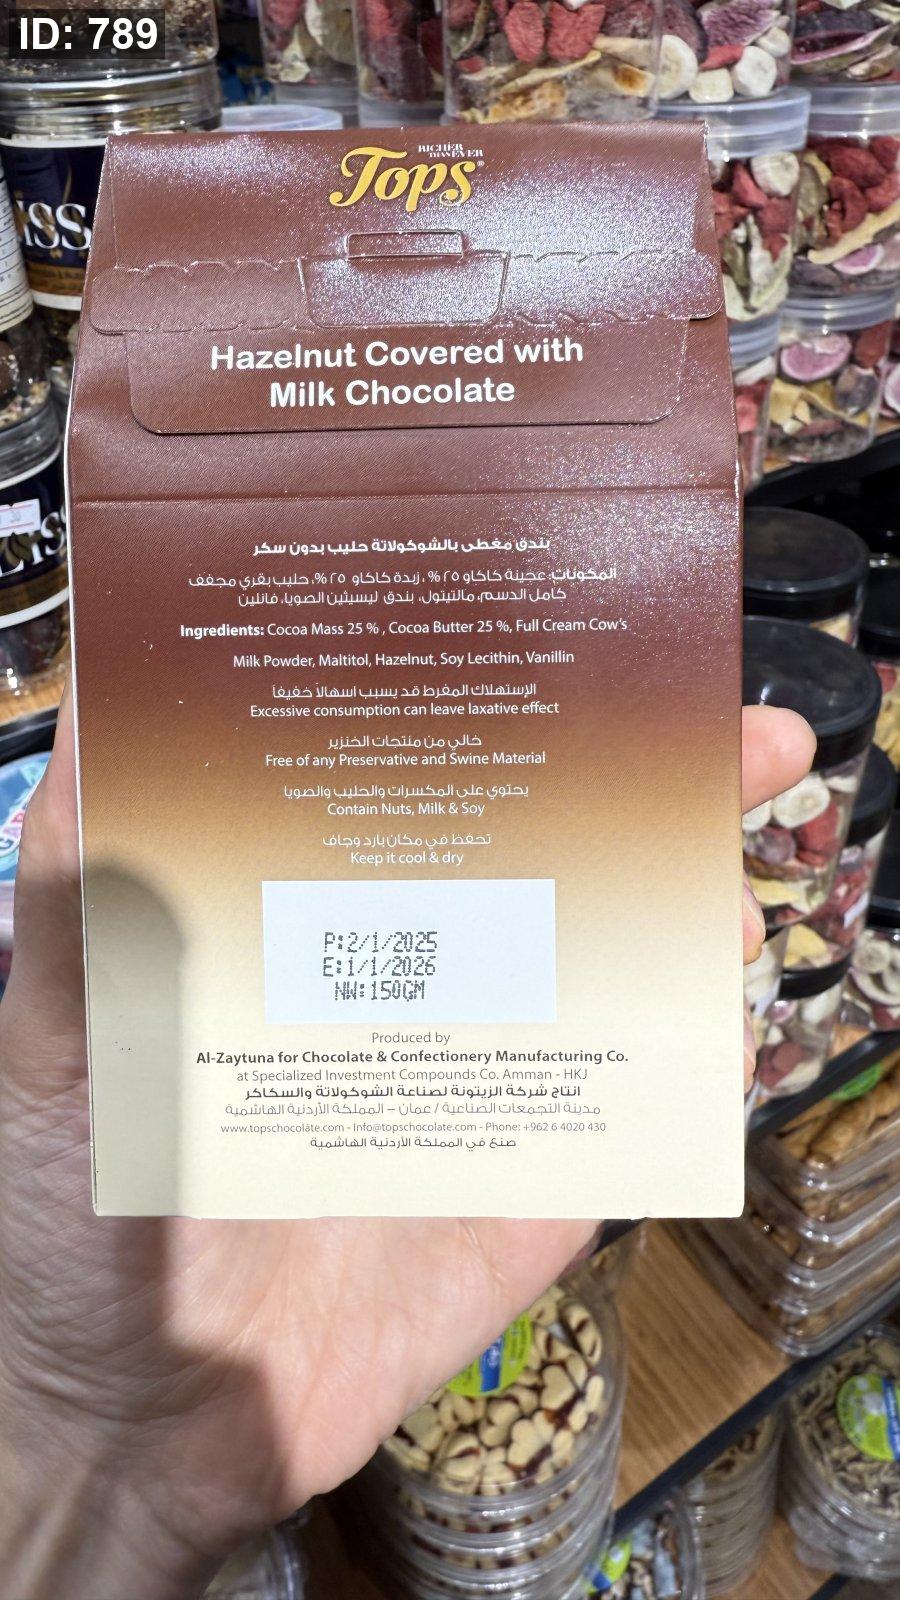 ID: 789
RICHER
THAN EVER
Tops®
Hazelnut Covered with
Milk Chocolate
بندق مغطى بالشوكولاتة حليب بدون سكر
المكونات: عجينة كاكاو ٢٥ %، زبدة كاكاو ٢٥ %، حليب بقري مجفف
كامل الدسم، مالتيتول، بندق ليسيثين الصويا، فانلين
Ingredients: Cocoa Mass 25 % , Cocoa Butter 25 %, Full Cream Cow's
Milk Powder, Maltitol, Hazelnut, Soy Lecithin, Vanillin
الإستهلاك المفرط قد يسبب اسهالاً خفيفاً
Excessive consumption can leave laxative effect
خالي من منتجات الخنزير
Free of any Preservative and Swine Material
يحتوي على المكسرات والحليب والصويا
Contain Nuts, Milk & Soy
تحفظ في مكان بارد وجاف
Keep it cool & dry
P:2/1/2025
E:1/1/2026
NW:150GM
Produced by
Al-Zaytuna for Chocolate & Confectionery Manufacturing Co.
at Specialized Investment Compounds Co. Amman - HKJ
انتاج شركة الزيتونة لصناعة الشوكولاتة والسكاكر
مدينة التجمعات الصناعية / عمان – المملكة الأردنية الهاشمية
www.topschocolate.com - Info@topschocolate.com - Phone: +962 6 4020 430
صنع في المملكة الأردنية الهاشمية